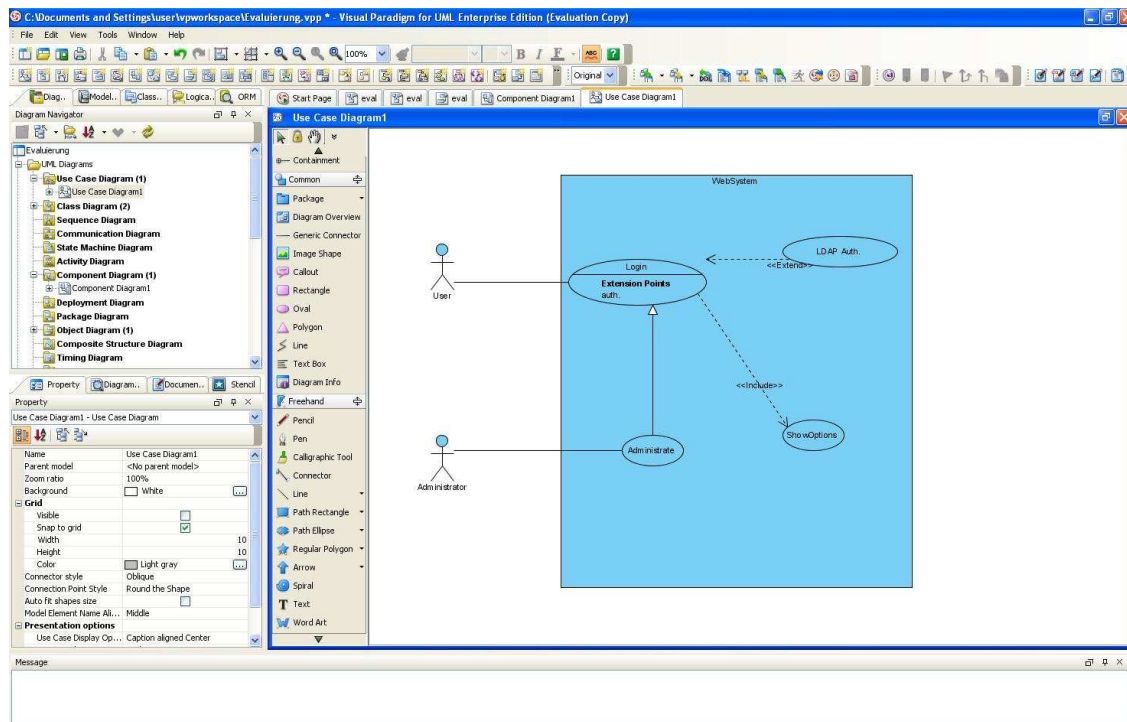 C:\Documents and Settings\user\vpworkspace\Evaluierung.vpp * - Visual Paradigm for UML Enterprise Edition (Evaluation Copy)
File Edit View Tools Window Help
100% B I E ABC ?
Original
Diag.. Model.. Class.. Logica.. ORM
Start Page eval eval eval Component Diagram1 Use Case Diagram1
Diagram Navigator
Evaluierung
UML Diagrams
Use Case Diagram (1)
Use Case Diagram1
Class Diagram (2)
Sequence Diagram
Communication Diagram
State Machine Diagram
Activity Diagram
Component Diagram (1)
Component Diagram1
Deployment Diagram
Package Diagram
Object Diagram (1)
Composite Structure Diagram
Timing Diagram
Property Diagram.. Documen.. Stencil
Property
Use Case Diagram1 - Use Case Diagram
Name Use Case Diagram1
Parent model <No parent model>
Zoom ratio 100%
Background White ...
Grid
Visible
Snap to grid
Width 10
Height 10
Color Light gray ...
Connector style Oblique
Connection Point Style Round the Shape
Auto fit shapes size
Model Element Name Ali... Middle
Presentation options
Use Case Display Op... Caption aligned Center
Use Case Diagram1
Containment
Common
Package
Diagram Overview
Generic Connector
Image Shape
Callout
Rectangle
Oval
Polygon
Line
Text Box
Diagram Info
Freehand
Pencil
Pen
Calligraphic Tool
Connector
Line
Path Rectangle
Path Ellipse
Regular Polygon
Arrow
Spiral
Text
Word Art
WebSystem
LDAP Auth.
<<Extend>>
Login
Extension Points
auth.
User
<<Include>>
ShowOptions
Administrate
Administrator
Message